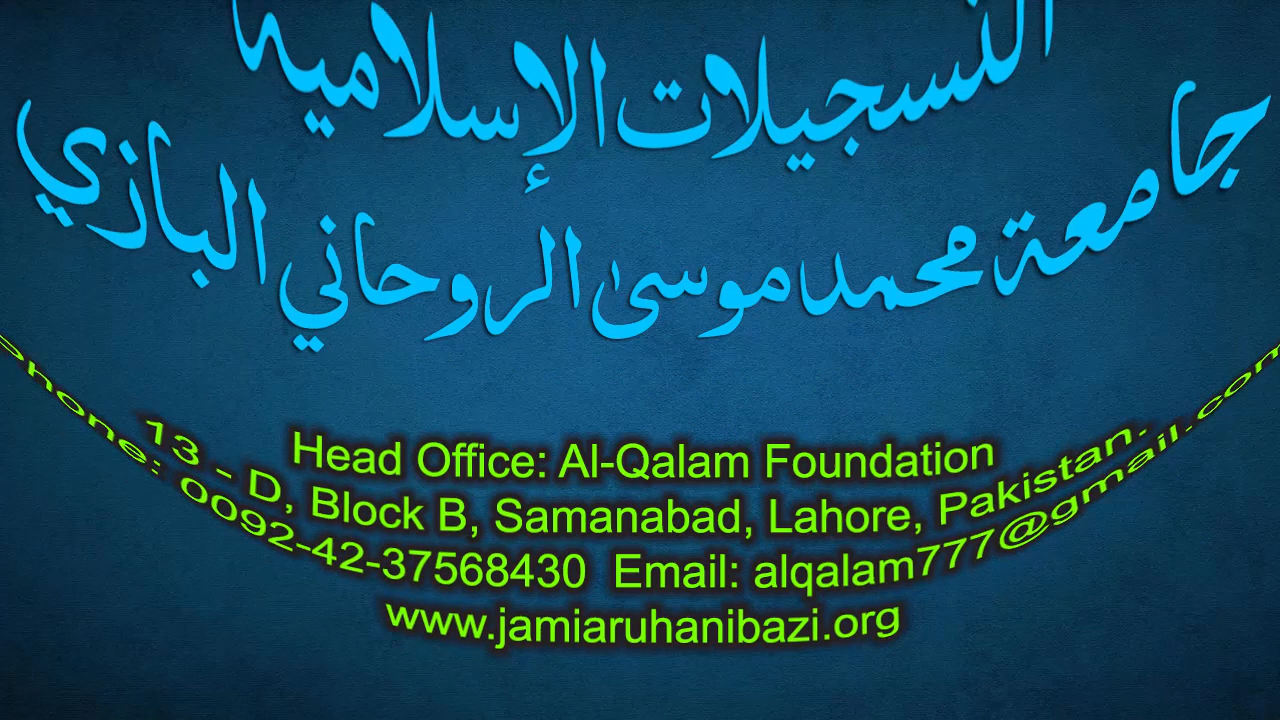 التسجيلات الإسلامية
جامعة محمد موسىٰ الروحاني البازي
Head Office: Al-Qalam Foundation
13 - D, Block B, Samanabad, Lahore, Pakistan.
Phone: 0092-42-37568430 Email: alqalam777@gmail.com
www.jamiaruhanibazi.org